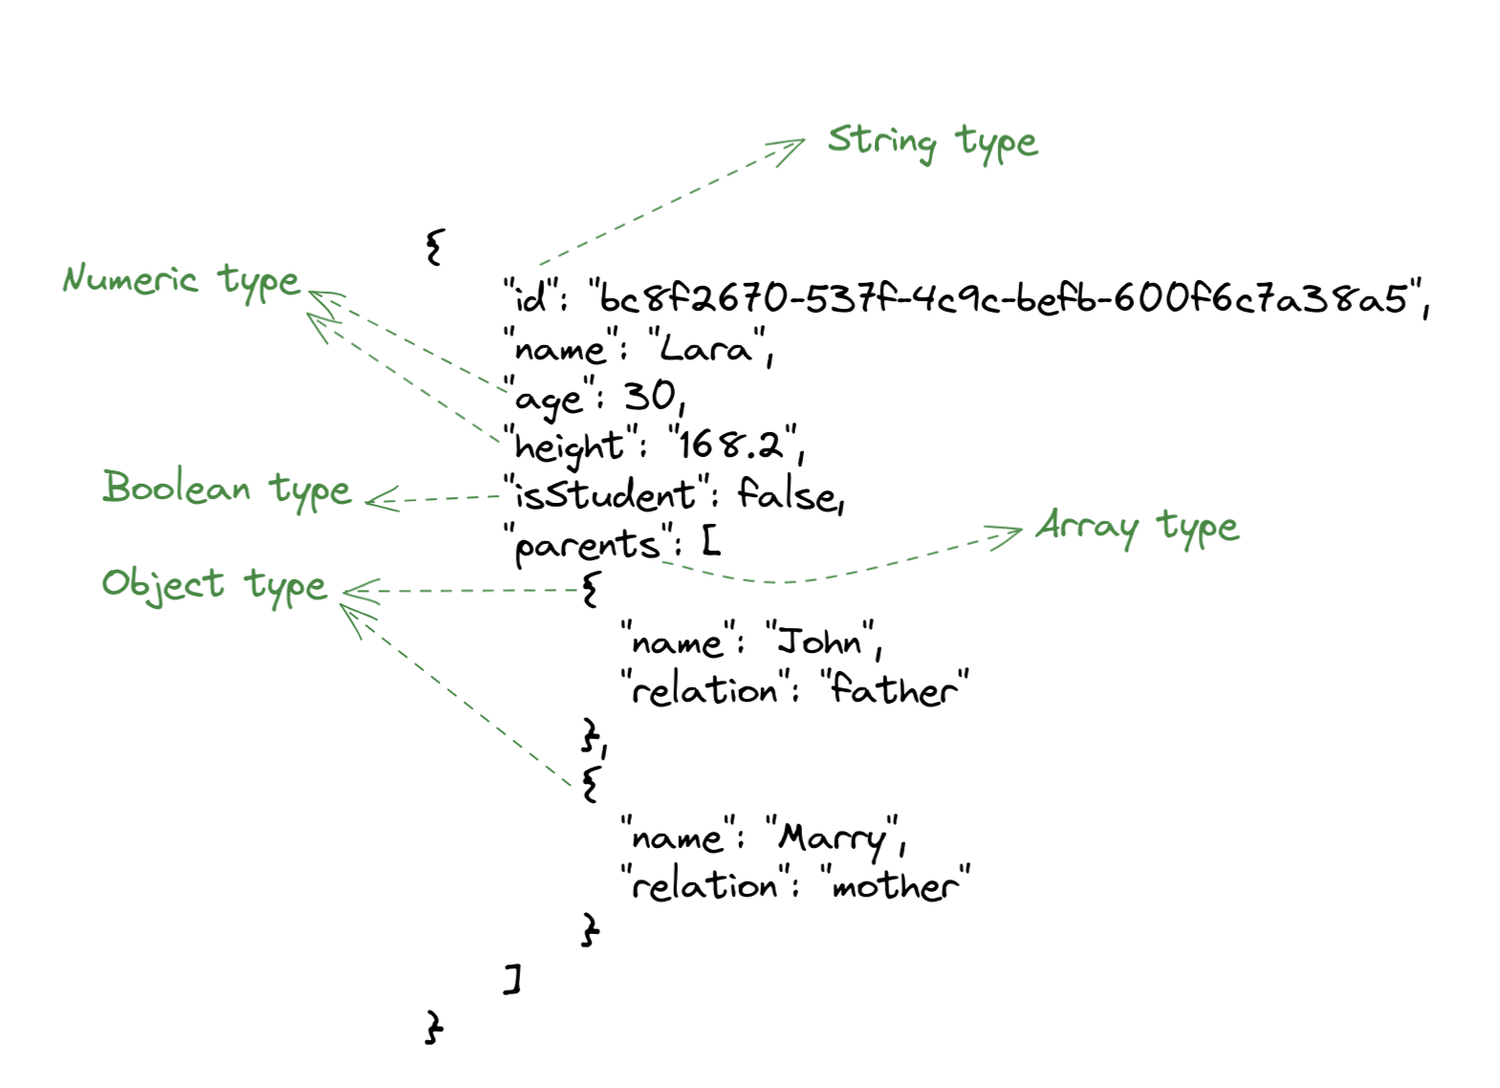 String type
{
Numeric type
"id": "bc8f2670-537f-4c9c-befb-600f6c7a38a5",
"name": "Lara",
"age": 30,
"height": "168.2",
Boolean type
"isStudent": false,
Array type
"parents": [
Object type
{
"name": "John",
"relation": "father"
},
{
"name": "Marry",
"relation": "mother"
}
]
}